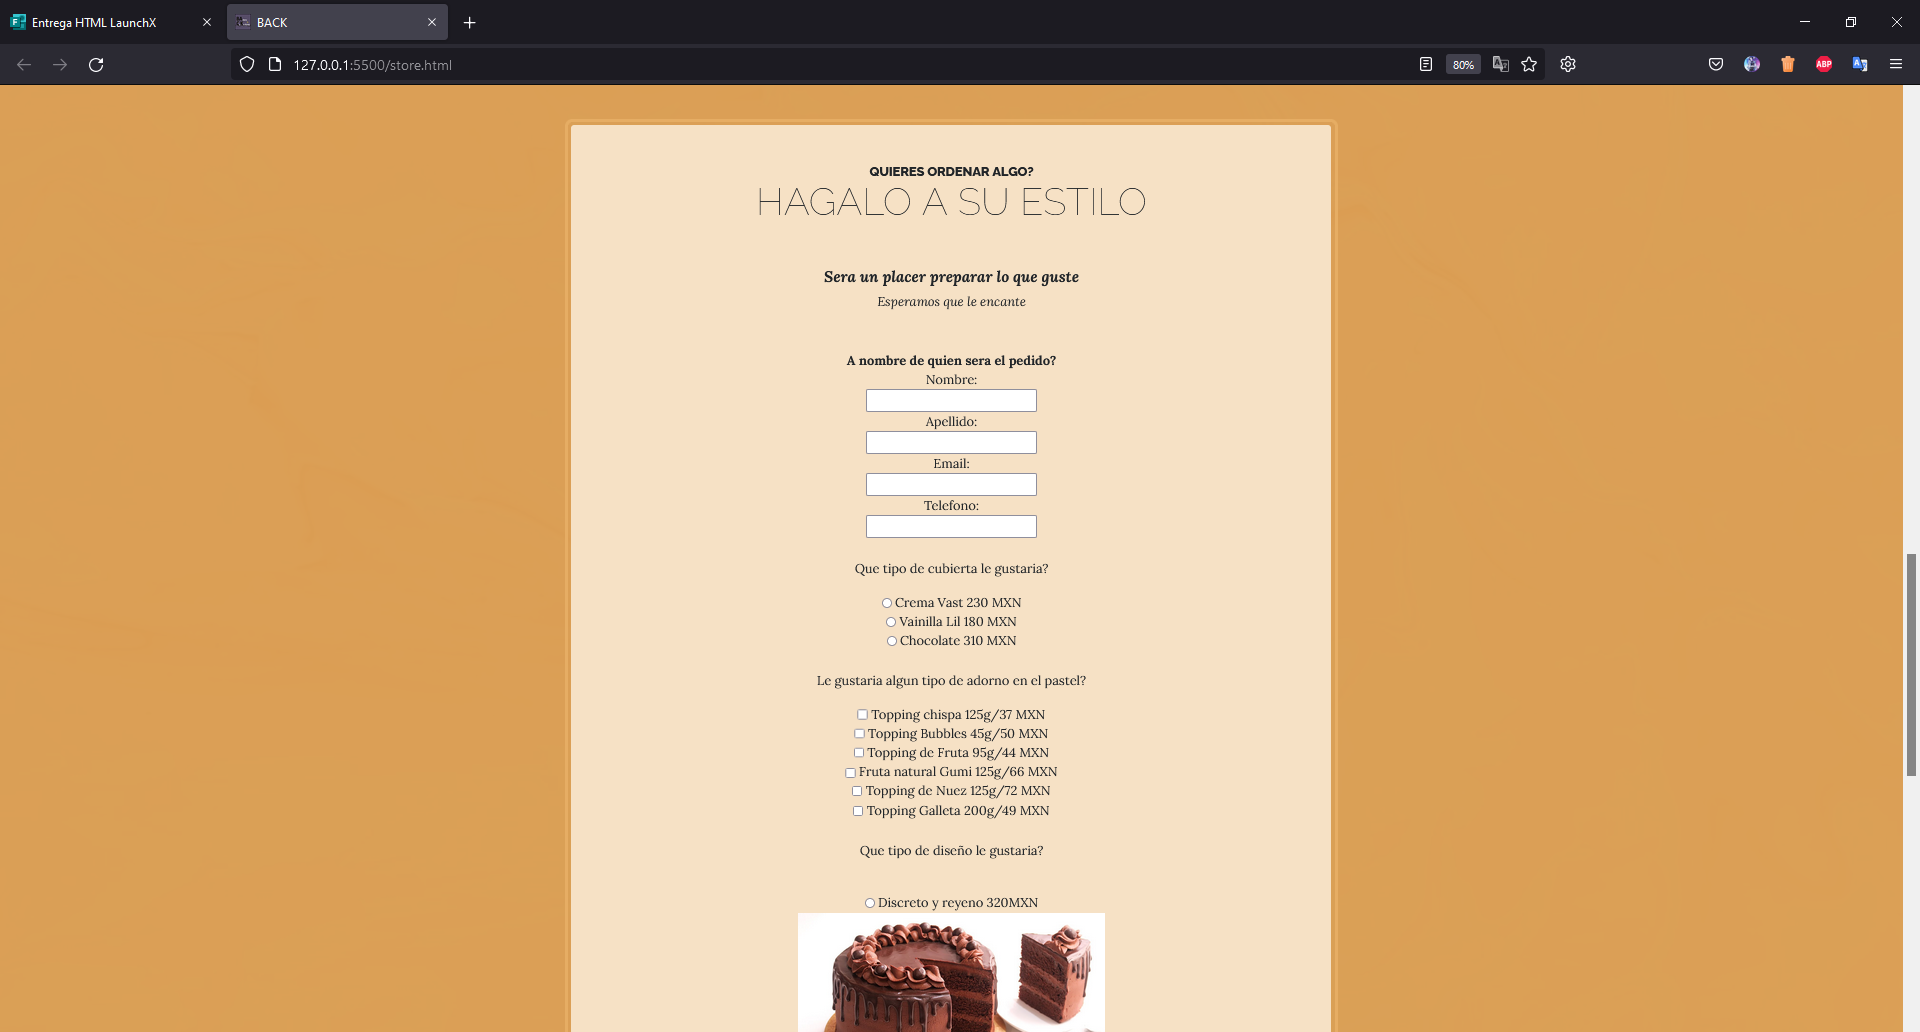 Entrega HTML LaunchX
BACK
127.0.0.1:5500/store.html
80%
ABP
QUIERES ORDENAR ALGO?
HAGALO A SU ESTILO
Sera un placer preparar lo que guste
Esperamos que le encante
A nombre de quien sera el pedido?
Nombre:
Apellido:
Email:
Telefono:
Que tipo de cubierta le gustaria?
Crema Vast 230 MXN
Vainilla Lil 180 MXN
Chocolate 310 MXN
Le gustaria algun tipo de adorno en el pastel?
Topping chispa 125g/37 MXN
Topping Bubbles 45g/50 MXN
Topping de Fruta 95g/44 MXN
Fruta natural Gumi 125g/66 MXN
Topping de Nuez 125g/72 MXN
Topping Galleta 200g/49 MXN
Que tipo de diseño le gustaria?
Discreto y reyeno 320MXN